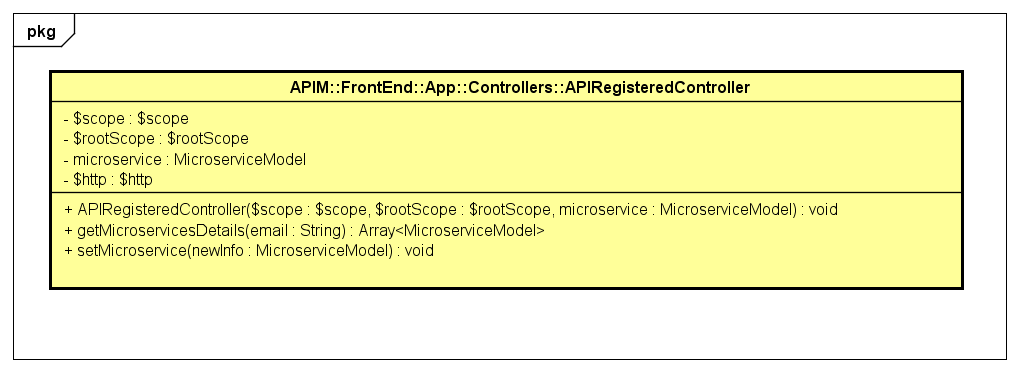 pkg
APIM::FrontEnd::App::Controllers::APIRegisteredController
- $scope : $scope
- $rootScope : $rootScope
- microservice : MicroserviceModel
- $http : $http
+ APIRegisteredController($scope : $scope, $rootScope : $rootScope, microservice : MicroserviceModel) : void
+ getMicroservicesDetails(email : String) : Array<MicroserviceModel>
+ setMicroservice(newInfo : MicroserviceModel) : void